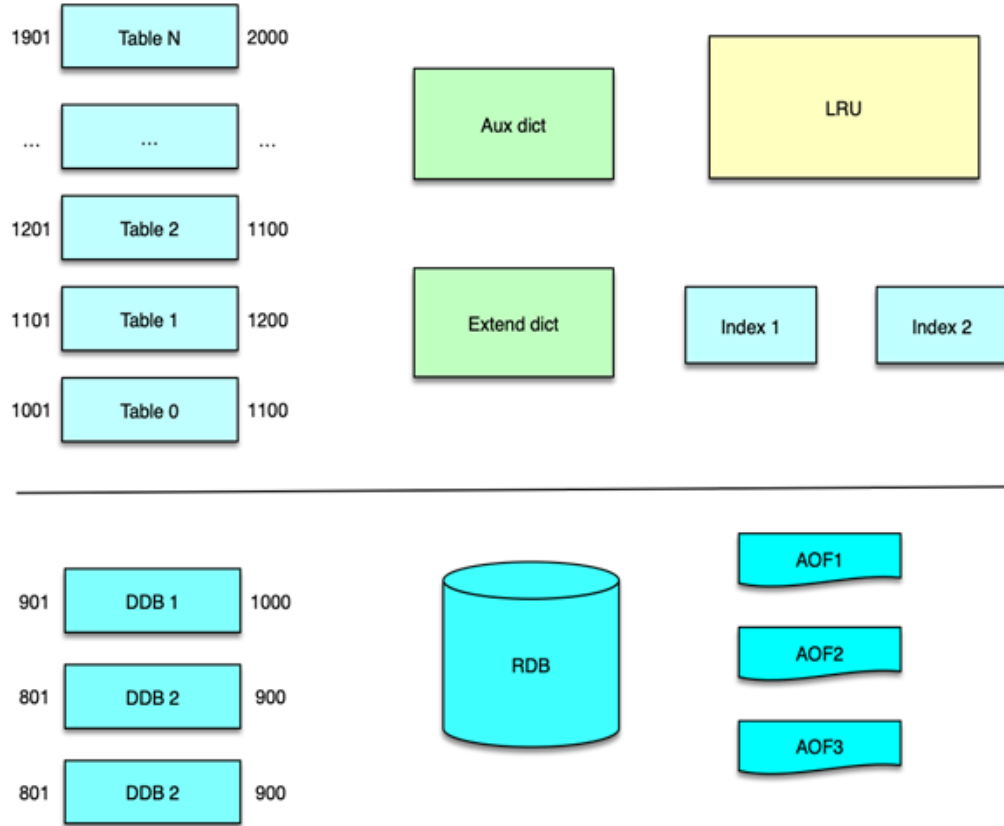 1901 Table N 2000
... ... ...
1201 Table 2 1100
1101 Table 1 1200
1001 Table 0 1100
Aux dict
LRU
Extend dict
Index 1
Index 2
901 DDB 1 1000
801 DDB 2 900
801 DDB 2 900
RDB
AOF1
AOF2
AOF3